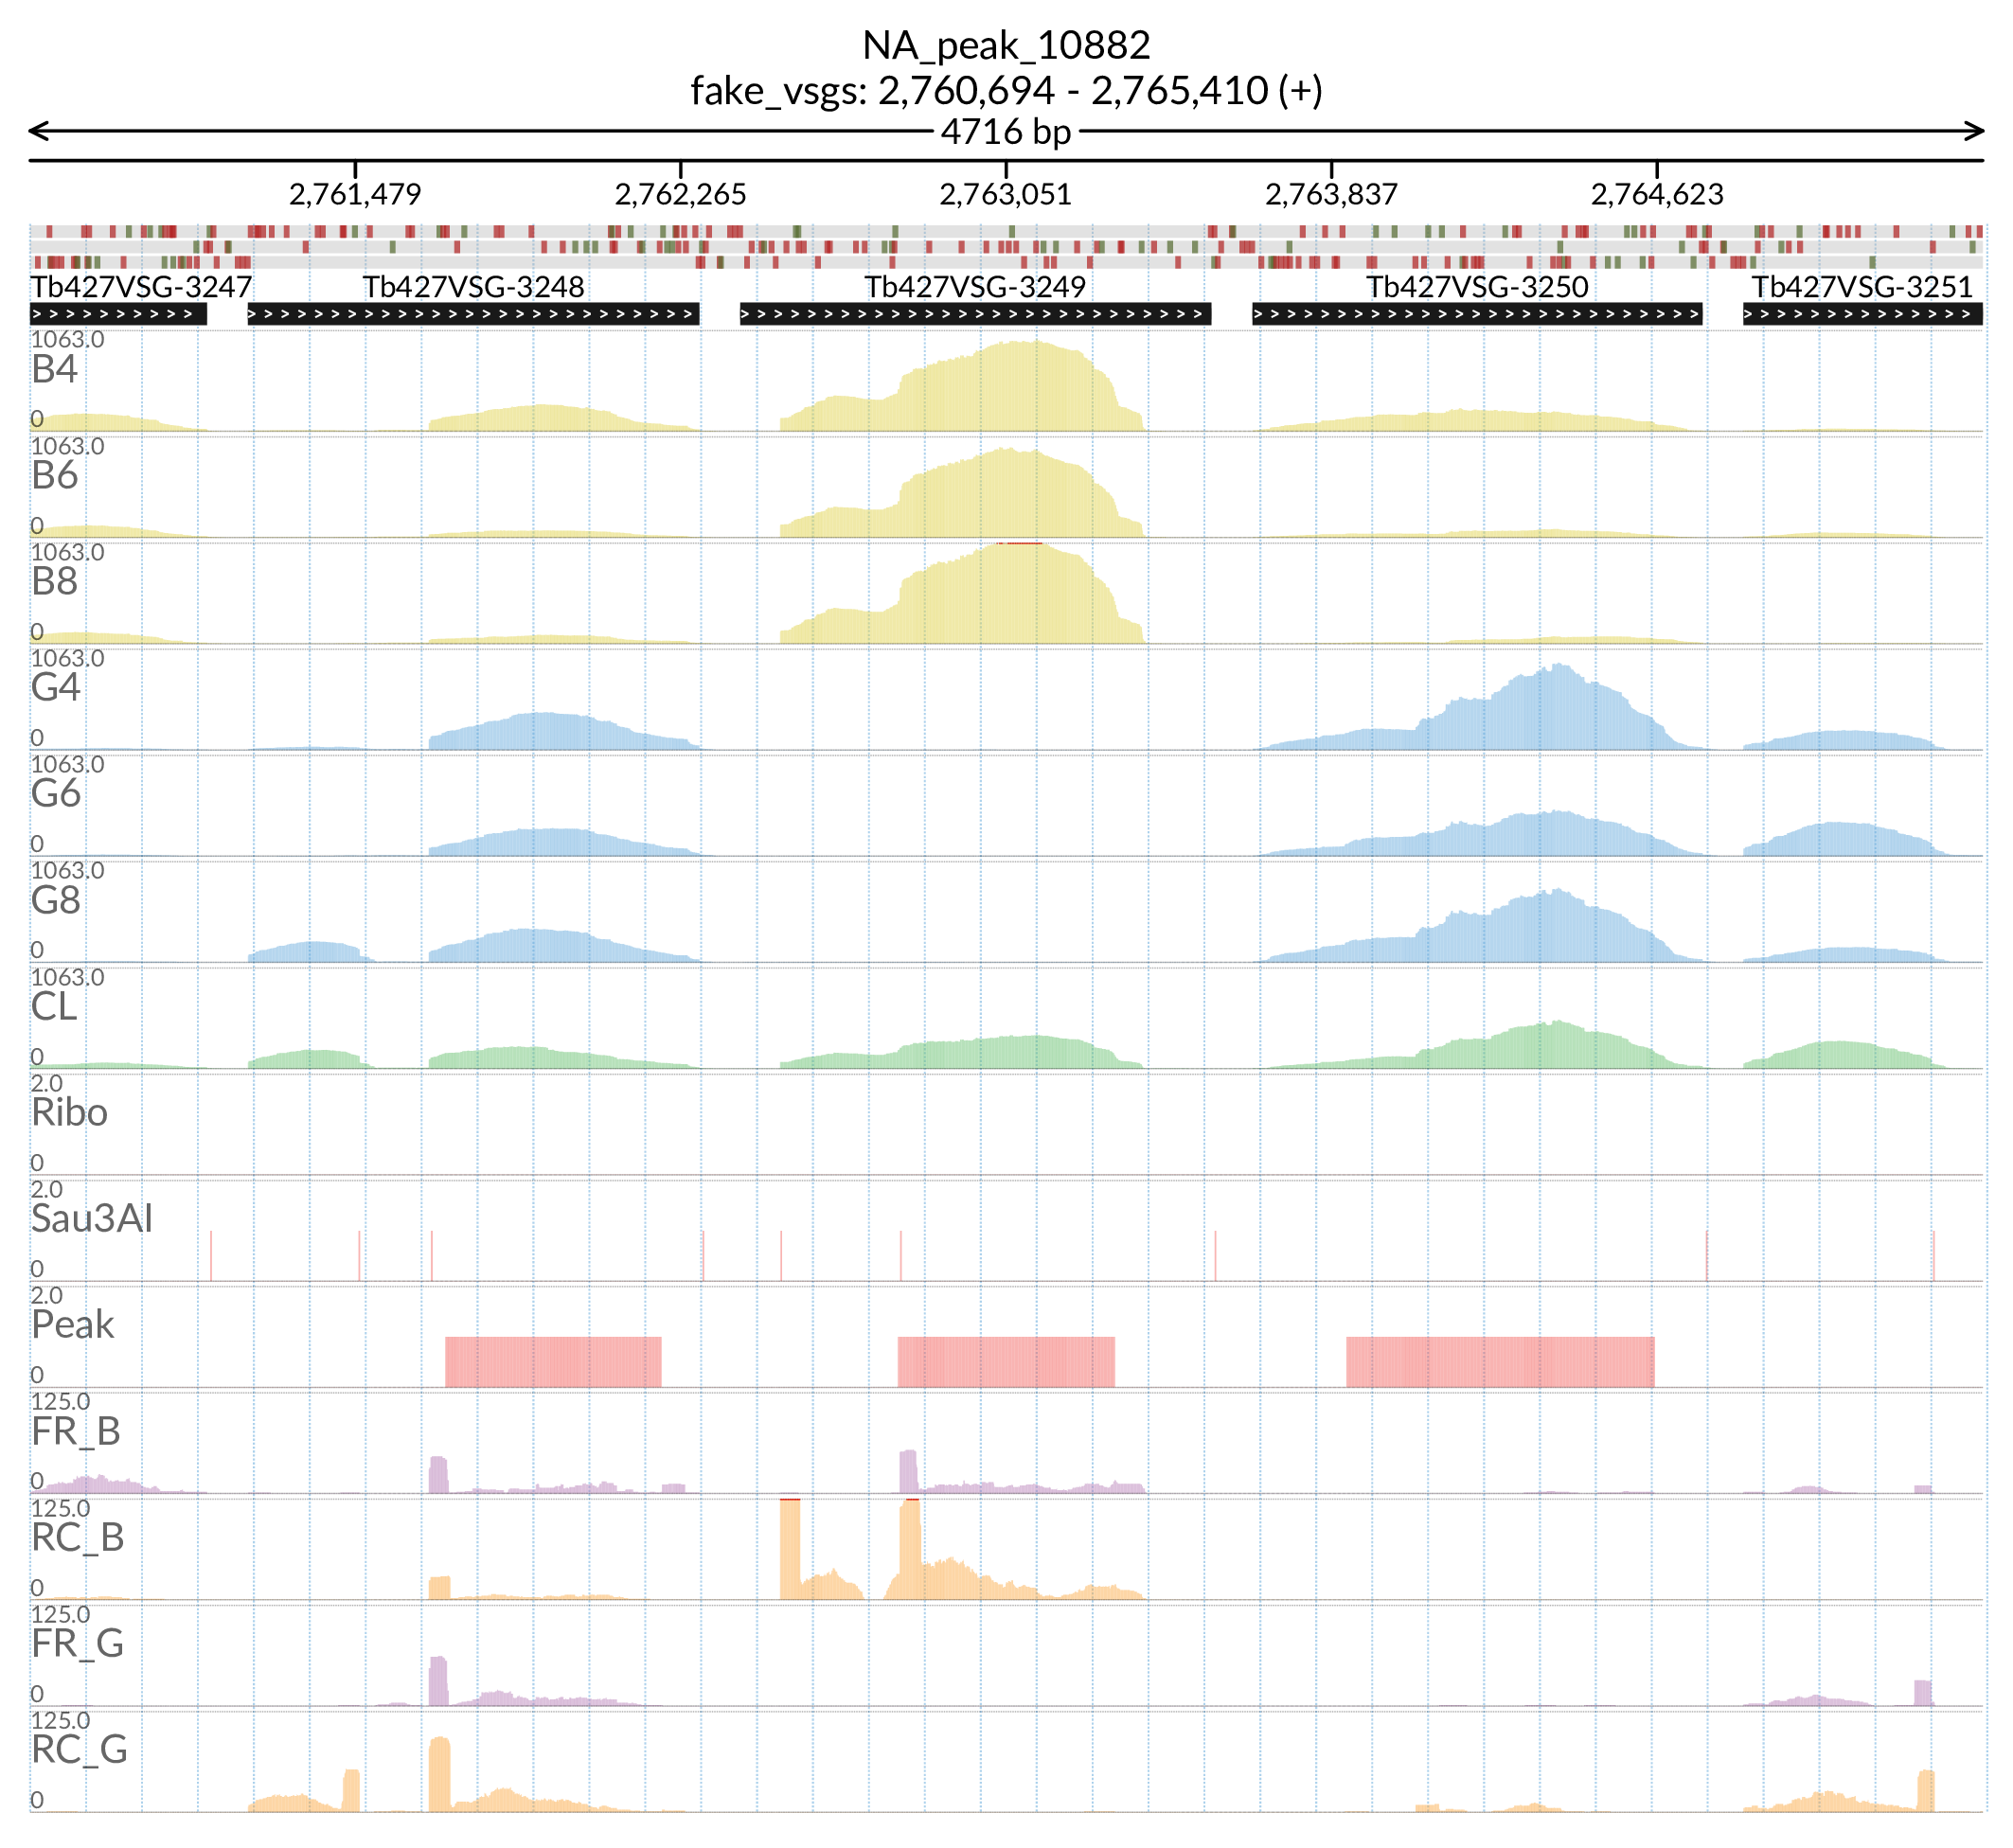 NA_peak_10882
fake_vsgs: 2,760,694 - 2,765,410 (+)
4716 bp
2,761,479 2,762,265 2,763,051 2,763,837 2,764,623
Tb427VSG-3247 Tb427VSG-3248 Tb427VSG-3249 Tb427VSG-3250 Tb427VSG-3251
1063.0
B4
0
1063.0
B6
0
1063.0
B8
0
1063.0
G4
0
1063.0
G6
0
1063.0
G8
0
1063.0
CL
0
2.0
Ribo
0
2.0
Sau3AI
0
2.0
Peak
0
125.0
FR_B
0
125.0
RC_B
0
125.0
FR_G
0
125.0
RC_G
0